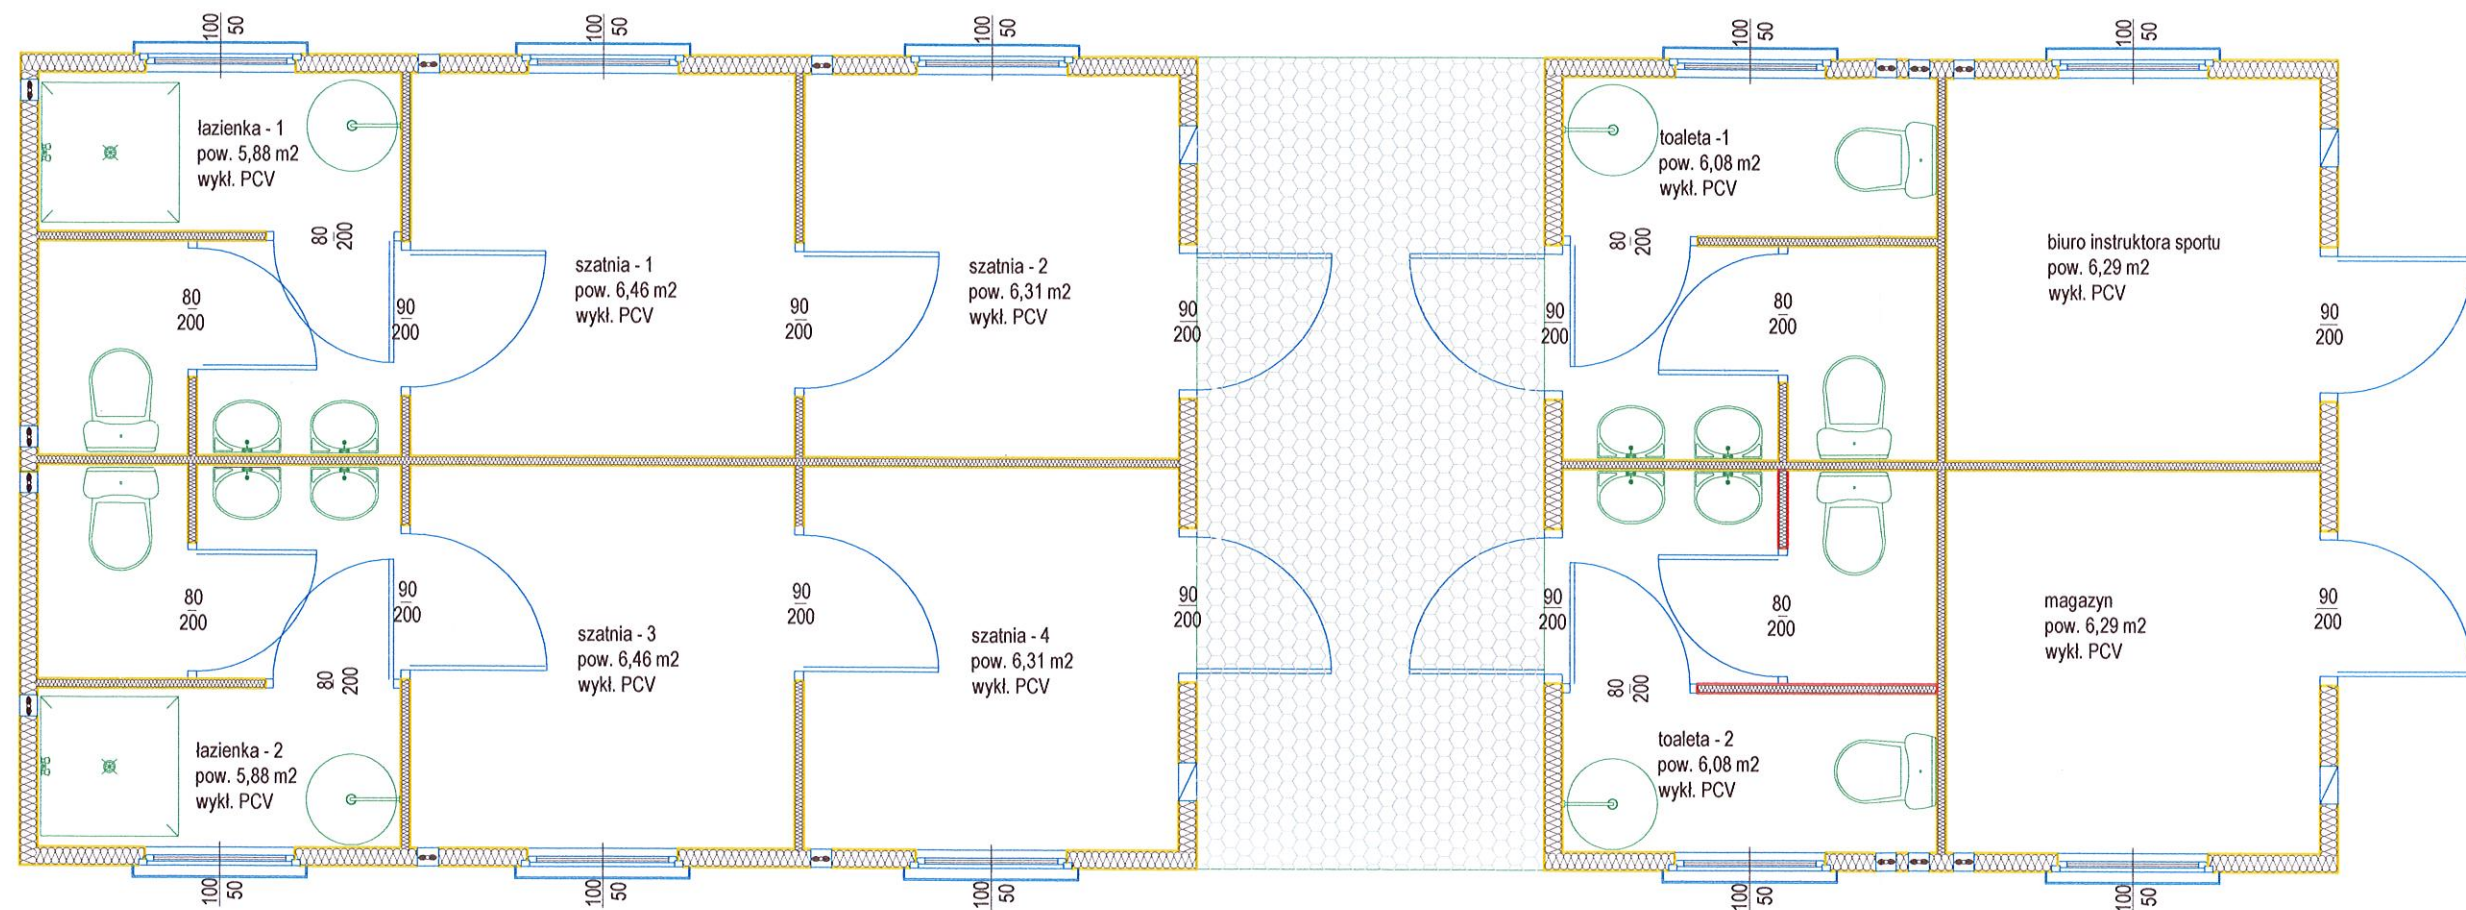 100
50
100
50
100
50
100
50
100
50
łazienka - 1
pow. 5,88 m2
wykł. PCV
toaleta -1
pow. 6,08 m2
wykł. PCV
80
200
80
200
szatnia - 1
pow. 6,46 m2
wykł. PCV
szatnia - 2
pow. 6,31 m2
wykł. PCV
biuro instruktora sportu
pow. 6,29 m2
wykł. PCV
80
200
90
200
90
200
90
200
90
200
80
200
90
200
80
200
90
200
90
200
90
200
90
200
80
200
90
200
szatnia - 3
pow. 6,46 m2
wykł. PCV
szatnia - 4
pow. 6,31 m2
wykł. PCV
magazyn
pow. 6,29 m2
wykł. PCV
80
200
80
200
łazienka - 2
pow. 5,88 m2
wykł. PCV
toaleta - 2
pow. 6,08 m2
wykł. PCV
100
50
100
50
100
50
100
50
100
50